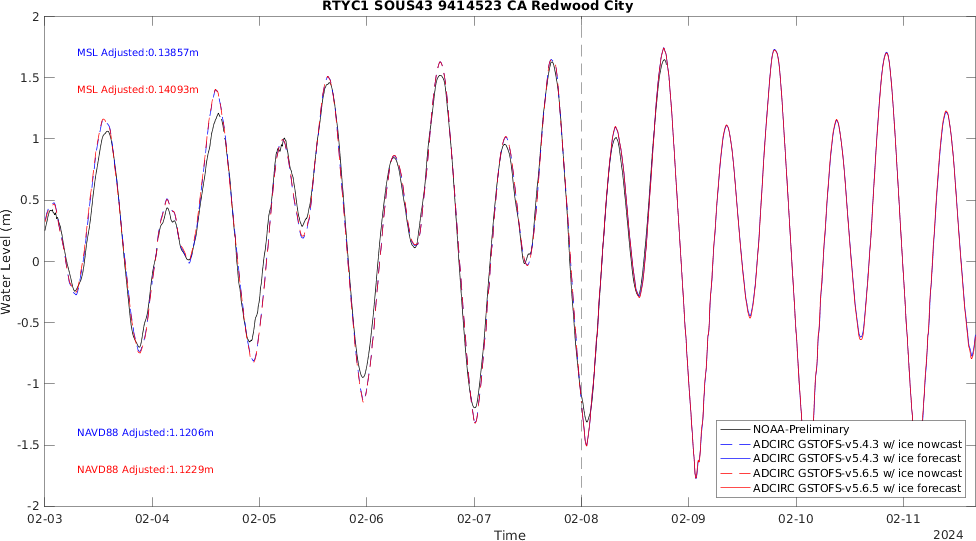 RTYC1 SOUS43 9414523 CA Redwood City
2
1.5
1
0.5
0
-0.5
-1
-1.5
-2
Water Level (m)
MSL Adjusted:0.13857m
MSL Adjusted:0.14093m
NAVD88 Adjusted:1.1206m
NAVD88 Adjusted:1.1229m
NOAA-Preliminary
ADCIRC GSTOFS-v5.4.3 w/ ice nowcast
ADCIRC GSTOFS-v5.4.3 w/ ice forecast
ADCIRC GSTOFS-v5.6.5 w/ ice nowcast
ADCIRC GSTOFS-v5.6.5 w/ ice forecast
02-03 02-04 02-05 02-06 02-07 02-08 02-09 02-10 02-11
Time
2024